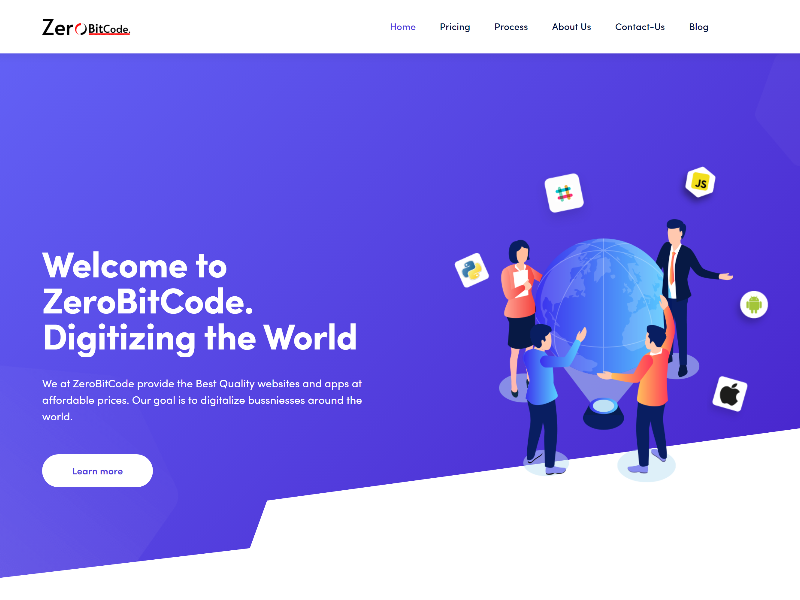 ZeroBitCode.
Home Pricing Process About Us Contact-Us Blog
JS
Welcome to
ZeroBitCode.
Digitizing the World
We at ZeroBitCode provide the Best Quality websites and apps at
affordable prices. Our goal is to digitalize bussniesses around the
world.
Learn more